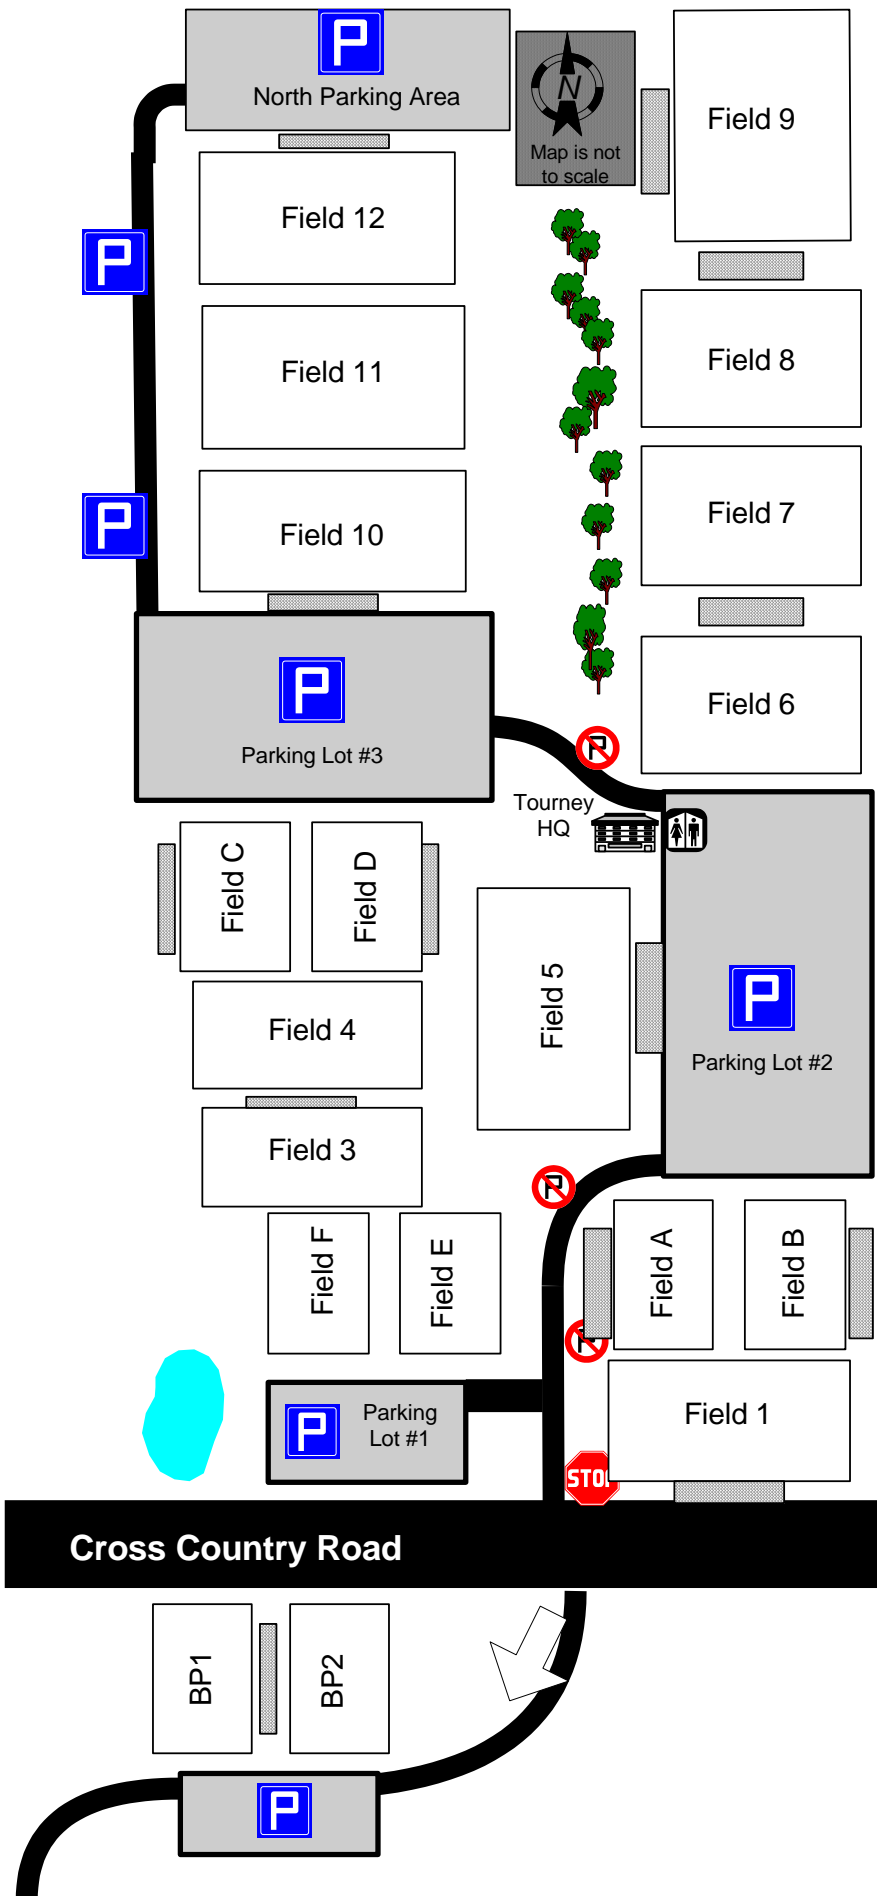 P
North Parking Area
N
Map is not
to scale
Field 9
Field 12
P
Field 11
Field 8
P
Field 10
Field 7
P
Parking Lot #3
Field 6
P
Tourney
HQ
Field C
Field D
Field 5
P
Parking Lot #2
Field 4
Field 3
P
Field F
Field E
Field A
Field B
P
P
Parking
Lot #1
Field 1
STOP
Cross Country Road
BP1
BP2
P